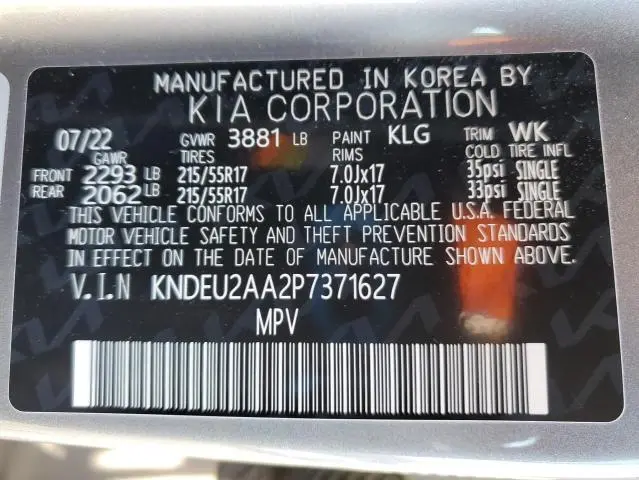 MANUFACTURED IN KOREA BY
KIA CORPORATION
07/22 GVWR 3881 LB PAINT KLG TRIM WK
GAWR TIRES RIMS COLD TIRE INFL
FRONT 2293 LB 215/55R17 7.0Jx17 35psi SINGLE
REAR 2062 LB 215/55R17 7.0Jx17 33psi SINGLE
THIS VEHICLE CONFORMS TO ALL APPLICABLE U.S.A. FEDERAL
MOTOR VEHICLE SAFETY AND THEFT PREVENTION STANDARDS
IN EFFECT ON THE DATE OF MANUFACTURE SHOWN ABOVE.
V.I.N KNDEU2AA2P7371627
MPV